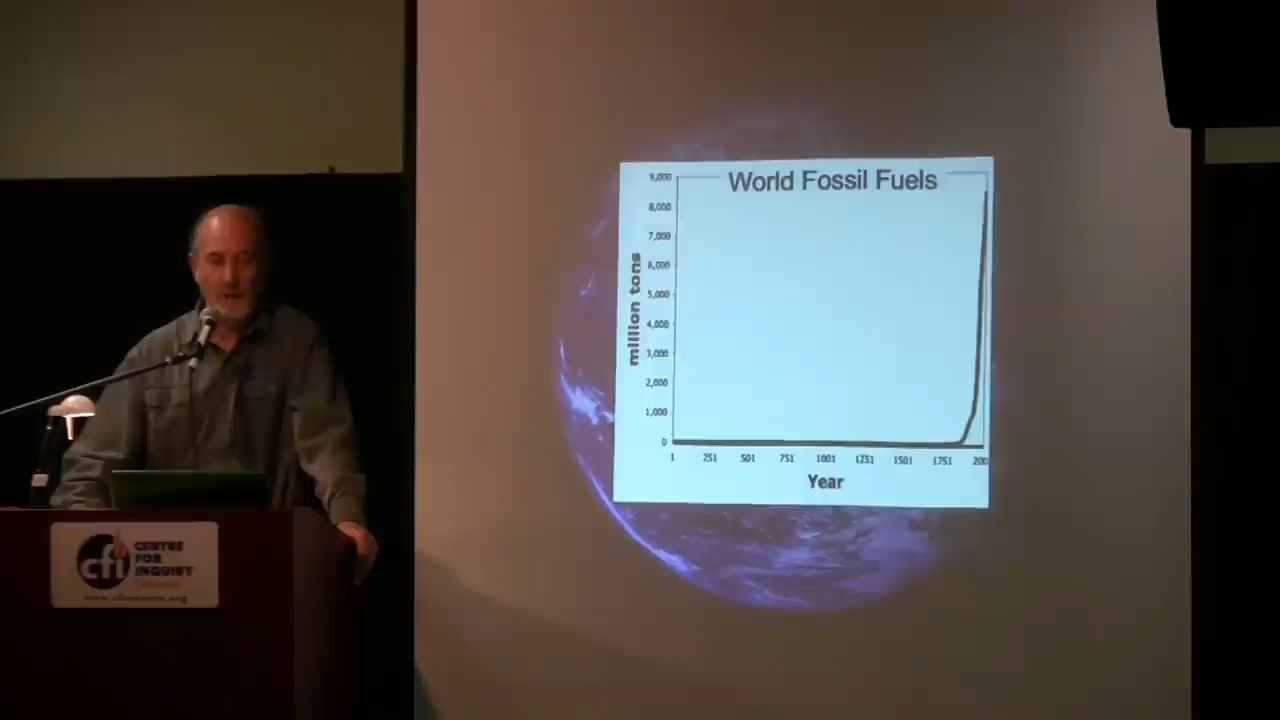 World Fossil Fuels
9,000
8,000
7,000
6,000
5,000
4,000
3,000
2,000
1,000
0
million tons
1 251 501 751 1001 1251 1501 1751 200
Year
cfi
CENTRE
FOR
INQUIRY